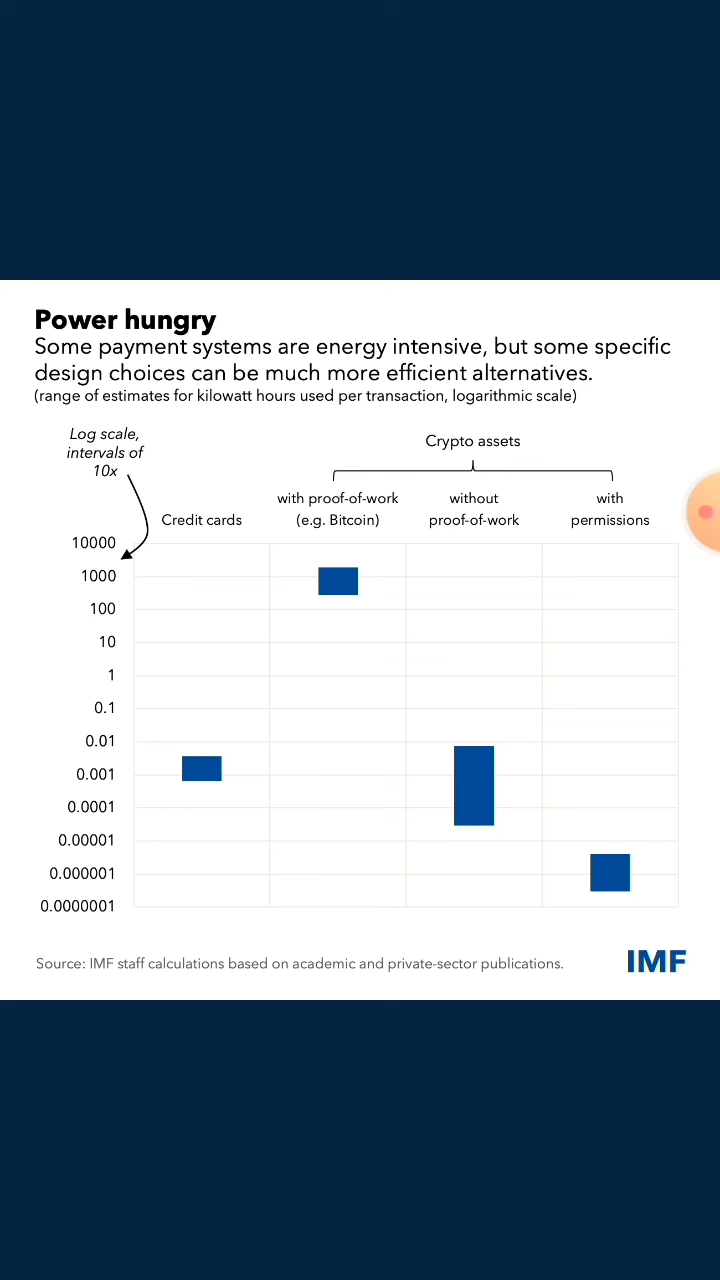 Power hungry
Some payment systems are energy intensive, but some specific
design choices can be much more efficient alternatives.
(range of estimates for kilowatt hours used per transaction, logarithmic scale)
Log scale,
intervals of
10x
Crypto assets
Credit cards
with proof-of-work
(e.g. Bitcoin)
without
proof-of-work
with
permissions
10000
1000
100
10
1
0.1
0.01
0.001
0.0001
0.00001
0.000001
0.0000001
Source: IMF staff calculations based on academic and private-sector publications.
IMF